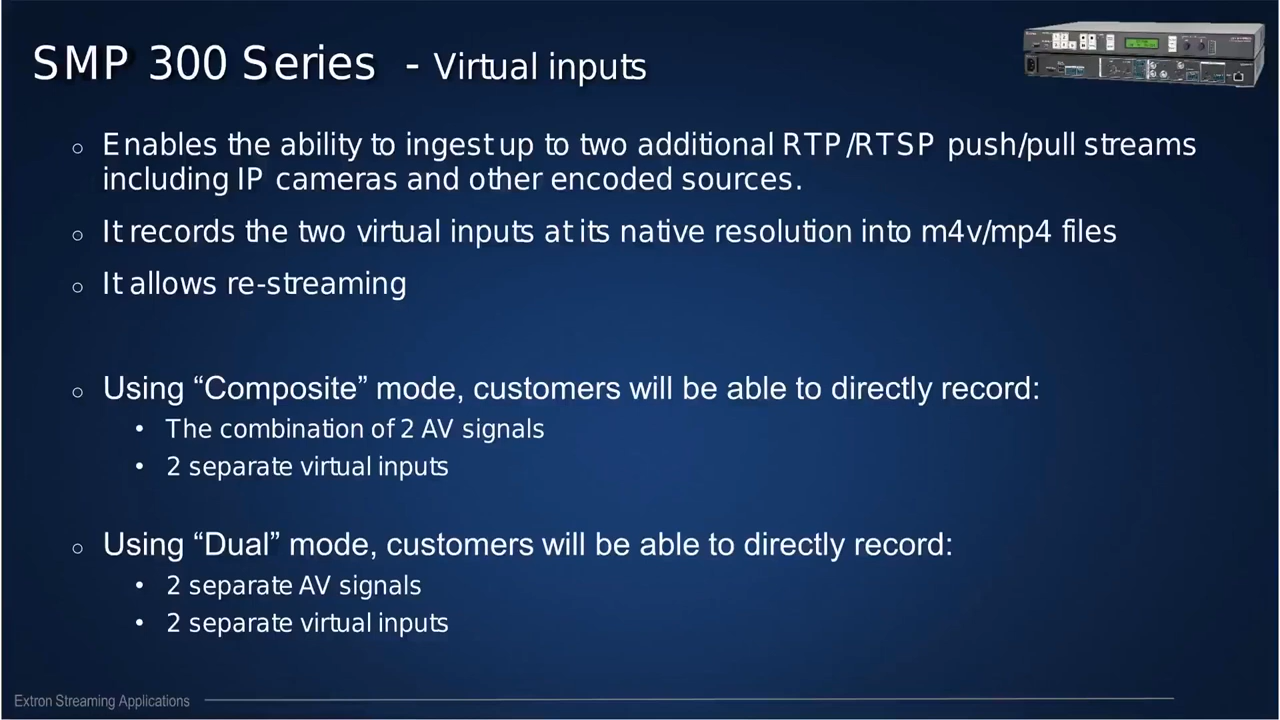 SMP 300 Series - Virtual inputs
○ Enables the ability to ingest up to two additional RTP/RTSP push/pull streams
including IP cameras and other encoded sources.
○ It records the two virtual inputs at its native resolution into m4v/mp4 files
○ It allows re-streaming
○ Using “Composite” mode, customers will be able to directly record:
• The combination of 2 AV signals
• 2 separate virtual inputs
○ Using “Dual” mode, customers will be able to directly record:
• 2 separate AV signals
• 2 separate virtual inputs
Extron Streaming Applications